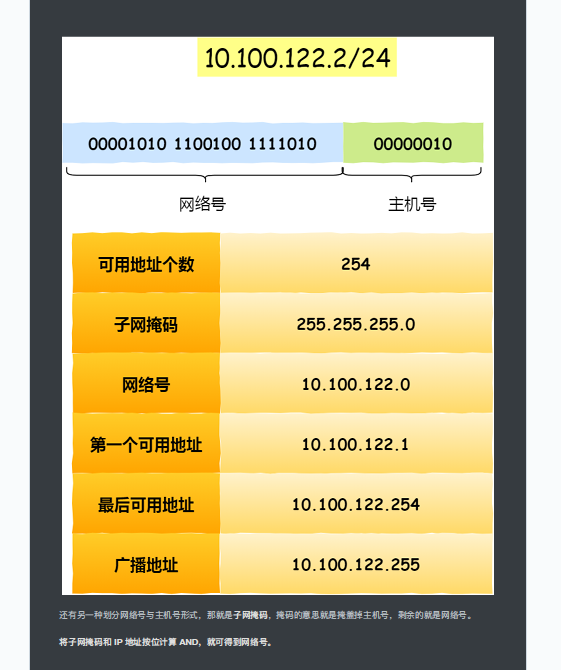 10.100.122.2/24
00001010 1100100 1111010 00000010
网络号 主机号
可用地址个数 254
子网掩码 255.255.255.0
网络号 10.100.122.0
第一个可用地址 10.100.122.1
最后可用地址 10.100.122.254
广播地址 10.100.122.255
还有另一种划分网络号与主机号形式，那就是子网掩码，掩码的意思就是掩盖掉主机号，剩余的就是网络号。
将子网掩码和 IP 地址按位计算 AND，就可得到网络号。